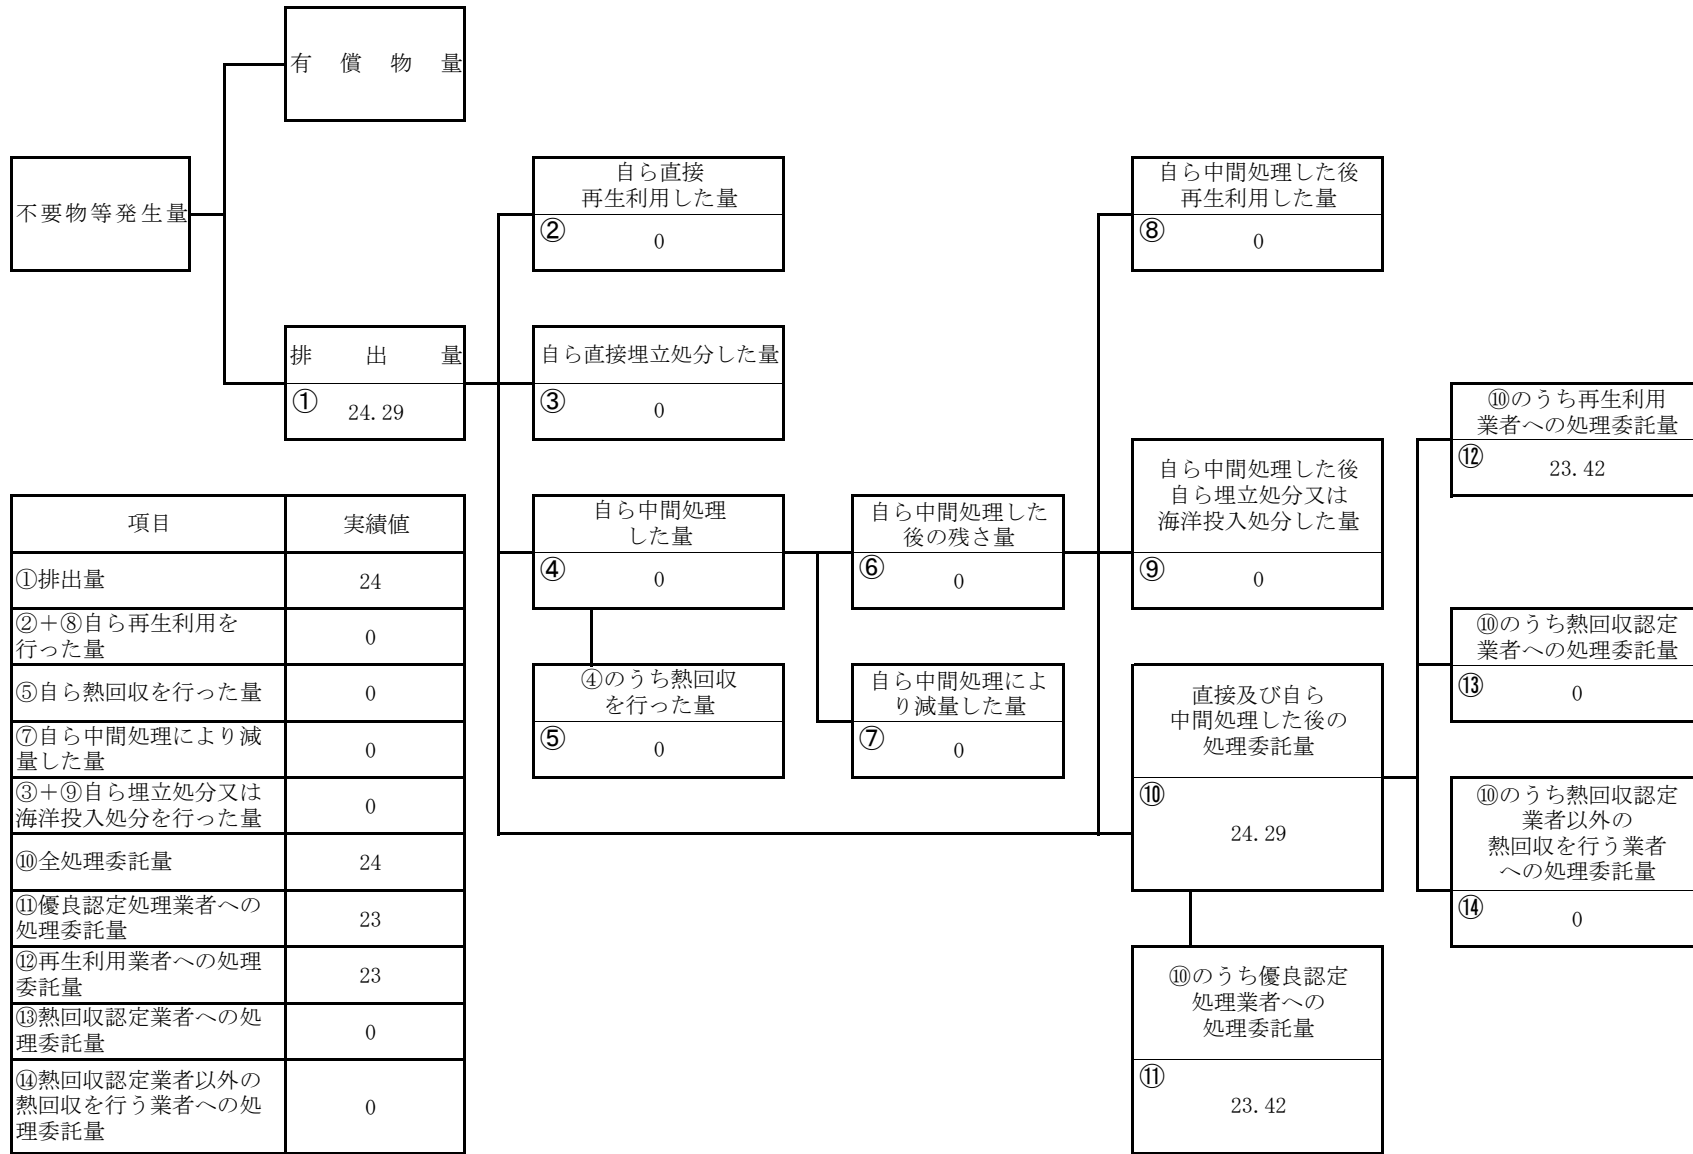 有償物量
不要物等発生量
自ら直接
再生利用した量
②
0
自ら中間処理した後
再生利用した量
⑧
0
排出量
①
24.29
自ら直接埋立処分した量
③
0
⑩のうち再生利用
業者への処理委託量
⑫
23.42
自ら中間処理した後
自ら埋立処分又は
海洋投入処分した量
⑨
0
自ら中間処理
した量
④
0
自ら中間処理した
後の残さ量
⑥
0
⑩のうち熱回収認定
業者への処理委託量
⑬
0
④のうち熱回収
を行った量
⑤
0
自ら中間処理によ
り減量した量
⑦
0
直接及び自ら
中間処理した後の
処理委託量
⑩
24.29
⑩のうち熱回収認定
業者以外の
熱回収を行う業者
への処理委託量
⑭
0
⑩のうち優良認定
処理業者への
処理委託量
⑪
23.42
項目 実績値
①排出量 24
②+⑧自ら再生利用を
行った量 0
⑤自ら熱回収を行った量 0
⑦自ら中間処理により減
量した量 0
③+⑨自ら埋立処分又は
海洋投入処分を行った量 0
⑩全処理委託量 24
⑪優良認定処理業者への
処理委託量 23
⑫再生利用業者への処理
委託量 23
⑬熱回収認定業者への処
理委託量 0
⑭熱回収認定業者以外の
熱回収を行う業者への処
理委託量 0